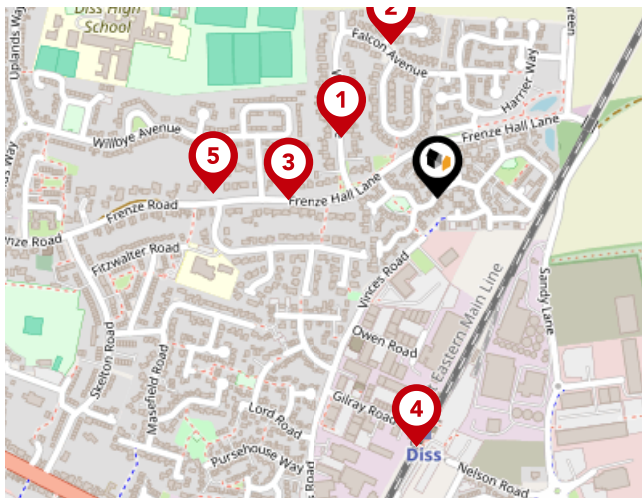 Diss High
School
Uplands Way
2
Falcon Avenue
Green
Harrier Way
1
Willbye Avenue
Frenze Hall Lane
5
3
Frenze Hall Lane
Frenze Road
Fitzwalter Road
Vinces Road
Eastern Main Line
Sandy Lane
Owen Road
Skelton Road
Masefield Road
Gilray Road
4
Lord Road
Diss
Pursehouse Way
Road
Nelson Road